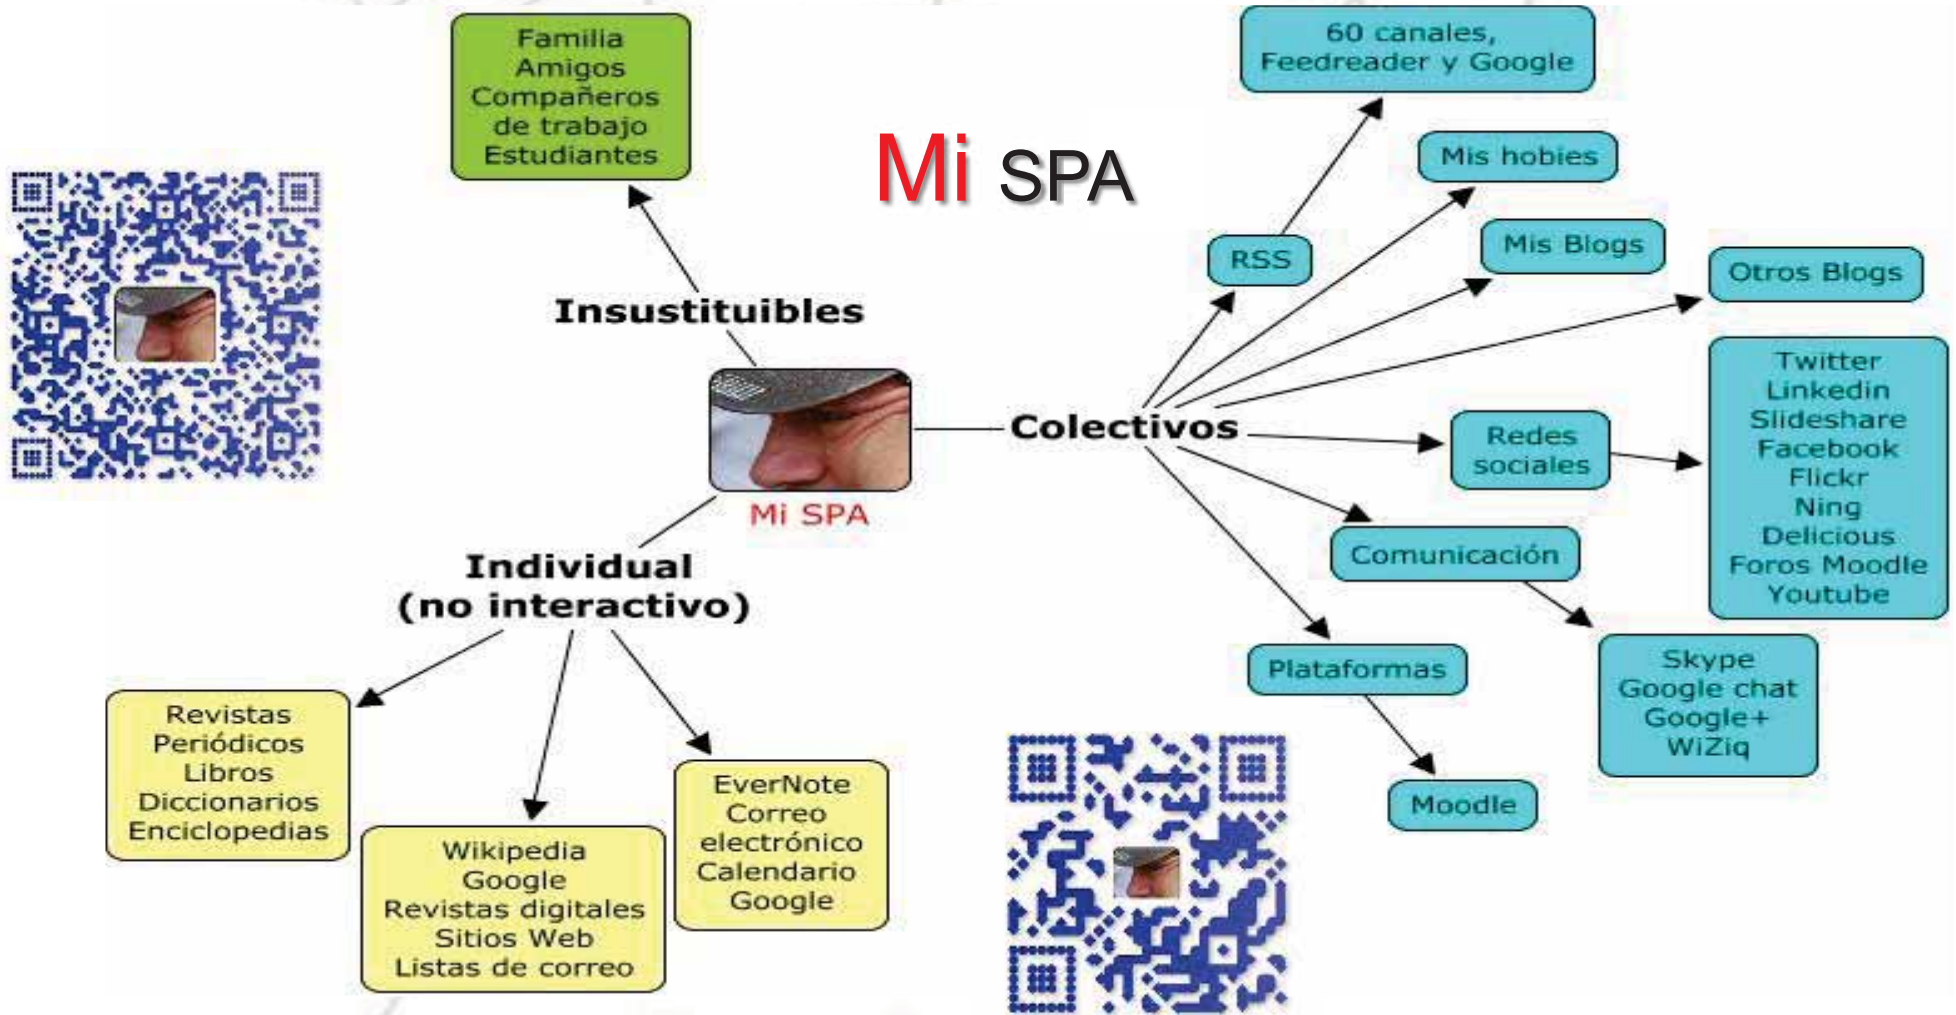 Familia
Amigos
Compañeros
de trabajo
Estudiantes
Mi SPA
60 canales,
Feedreader y Google
Mis hobies
Mis Blogs
RSS
Otros Blogs
Insustituibles
Colectivos
Mi SPA
Redes
sociales
Twitter
Linkedin
Slideshare
Facebook
Flickr
Ning
Delicious
Foros Moodle
Youtube
Comunicación
Skype
Google chat
Google+
WiZiq
Plataformas
Moodle
Individual
(no interactivo)
Revistas
Periódicos
Libros
Diccionarios
Enciclopedias
Wikipedia
Google
Revistas digitales
Sitios Web
Listas de correo
EverNote
Correo
electrónico
Calendario
Google